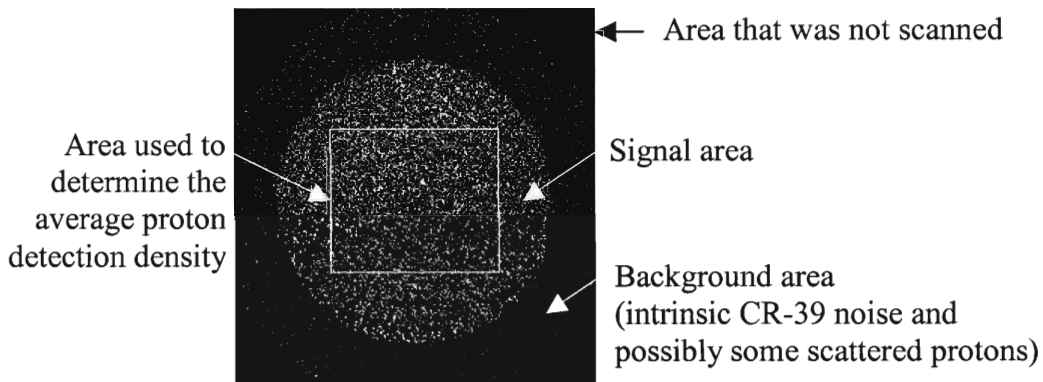 Area that was not scanned
Area used to
determine the
average proton
detection density
Signal area
Background area
(intrinsic CR-39 noise and
possibly some scattered protons)